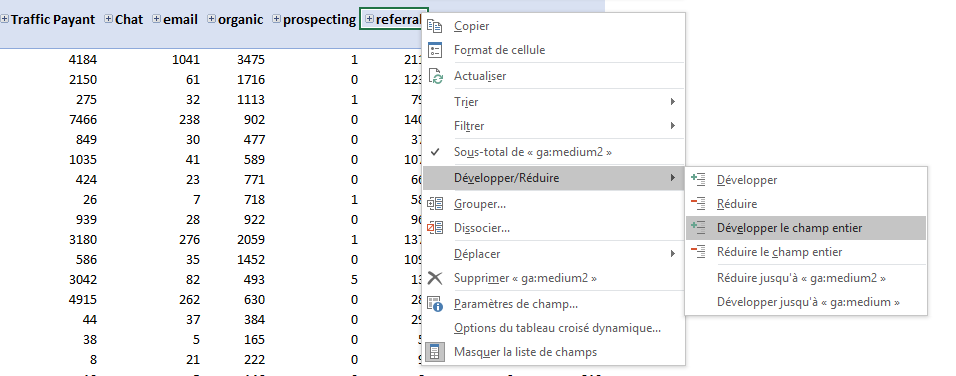 Traffic Payant Chat email organic prospecting referral
4184 1041 3475 1
2150 61 1716 0
275 32 1113 1
7466 238 902 0
849 30 477 0
1035 41 589 0
424 23 771 0
26 7 718 1
939 28 922 0
3180 276 2059 1
586 35 1452 0
3042 82 493 5
4915 262 630 0
44 37 384 0
38 5 165 0
8 21 222 0
Copier
Format de cellule
Actualiser
Trier
Filtrer
Sous-total de « ga:medium2 »
Développer/Réduire
Grouper...
Dissocier...
Déplacer
Supprimer « ga:medium2 »
Paramètres de champ...
Options du tableau croisé dynamique...
Masquer la liste de champs
Développer
Réduire
Développer le champ entier
Réduire le champ entier
Réduire jusqu'à « ga:medium2 »
Développer jusqu'à « ga:medium »